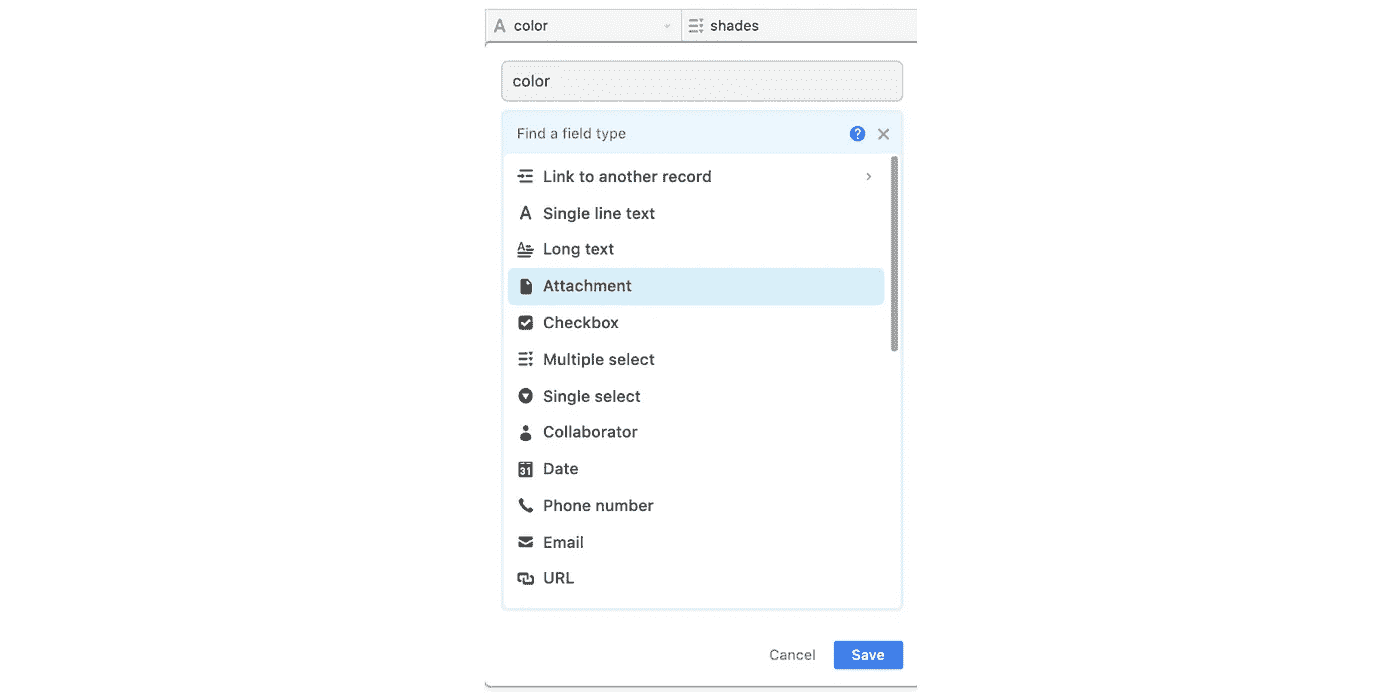 color shades
color
Find a field type
Link to another record
Single line text
Long text
Attachment
Checkbox
Multiple select
Single select
Collaborator
Date
Phone number
Email
URL
Cancel Save